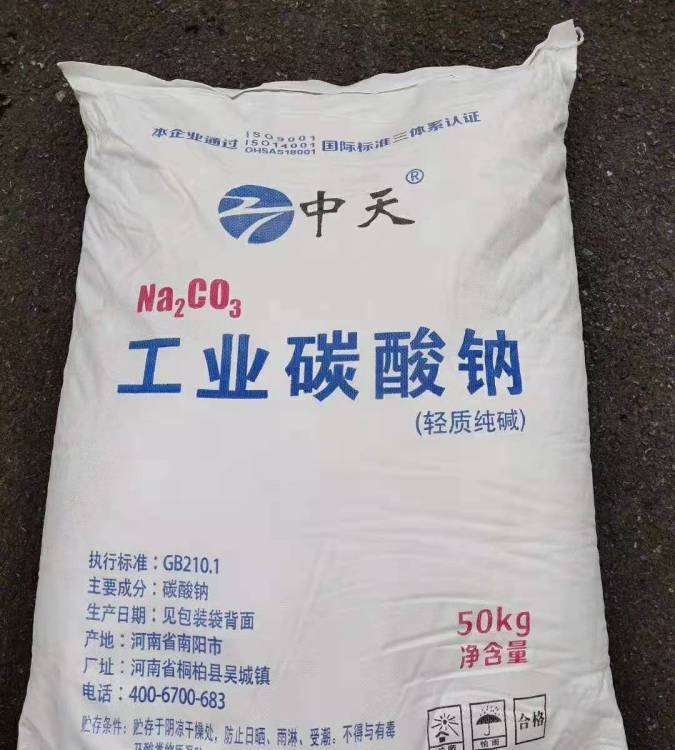 本企业通过 ISO9001 ISO14001 OHSAS18001 国际标准三体系认证
中天®
Na₂CO₃
工业碳酸钠
(轻质纯碱)
执行标准：GB210.1
主要成分：碳酸钠
生产日期：见包装袋背面
产地：河南省南阳市
厂址：河南省桐柏县吴城镇
电话：400-6700-683
50kg
净含量
贮存条件：贮存于阴凉干燥处，防止日晒、雨淋、受潮。不得与有毒
怕雨
合格